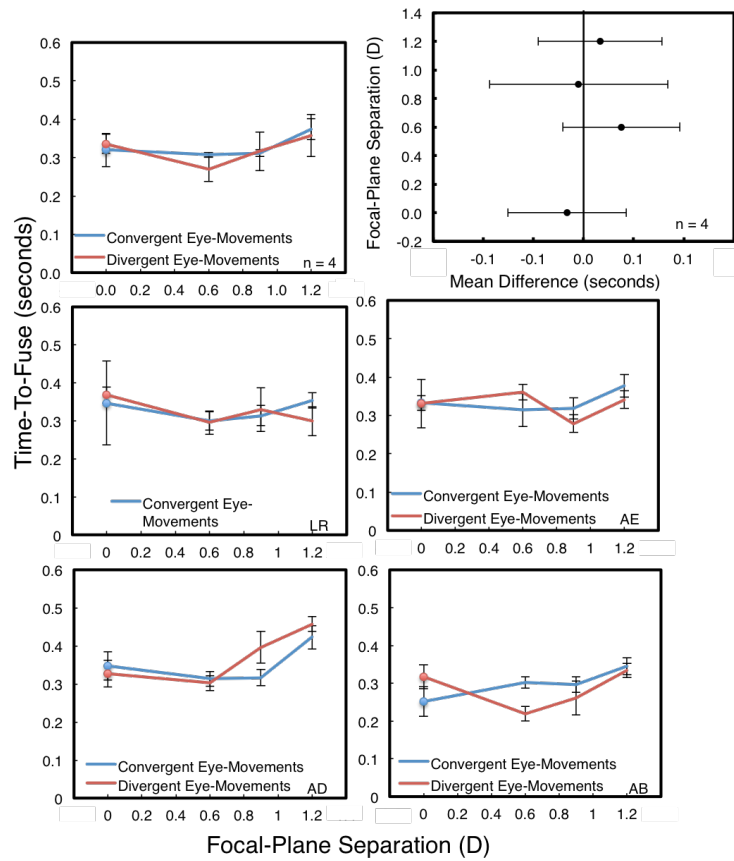 0.6
0.5
0.4
0.3
0.2
0.1
0.0
Convergent Eye-Movements
Divergent Eye-Movements
n = 4
0.0 0.2 0.4 0.6 0.8 1.0 1.2
1.4
1.2
1.0
0.8
0.6
0.4
0.2
0.0
-0.2
Focal-Plane Separation (D)
n = 4
-0.1 -0.1 0.0 0.1 0.1
Mean Difference (seconds)
Time-To-Fuse (seconds)
0.6
0.5
0.4
0.3
0.2
0.1
0
Convergent Eye-
Movements
LR
0 0.2 0.4 0.6 0.8 1 1.2
0.6
0.5
0.4
0.3
0.2
0.1
0
Convergent Eye-Movements
Divergent Eye-Movements
AE
0 0.2 0.4 0.6 0.8 1 1.2
0.6
0.5
0.4
0.3
0.2
0.1
0
Convergent Eye-Movements
Divergent Eye-Movements
AD
0 0.2 0.4 0.6 0.8 1 1.2
0.6
0.5
0.4
0.3
0.2
0.1
0
Convergent Eye-Movements
Divergent Eye-Movements
AB
0 0.2 0.4 0.6 0.8 1 1.2
Focal-Plane Separation (D)